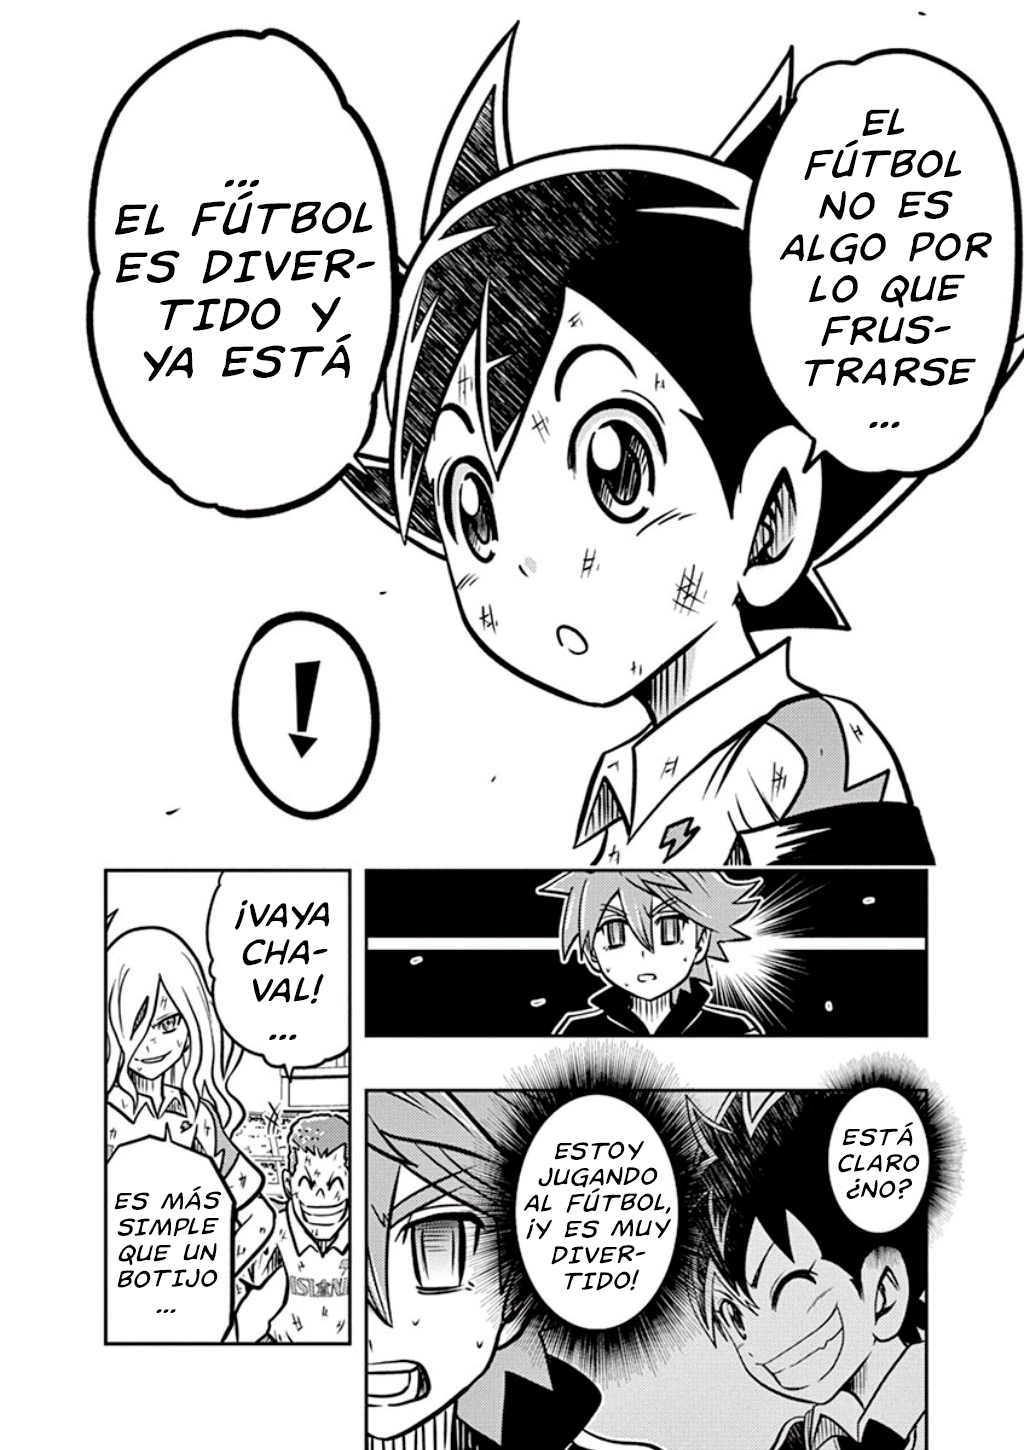 EL
FÚTBOL
NO ES
ALGO POR
LO QUE
FRUS-
TRARSE
...
...
EL FÚTBOL
ES DIVER-
TIDO Y
YA ESTÁ
!
¡VAYA
CHA-
VAL!
...
ES MÁS
SIMPLE
QUE UN
BOTIJO
...
ESTÁ
CLARO
¿NO?
ESTOY
JUGANDO
AL FÚTBOL,
¡Y ES MUY
DIVER-
TIDO!